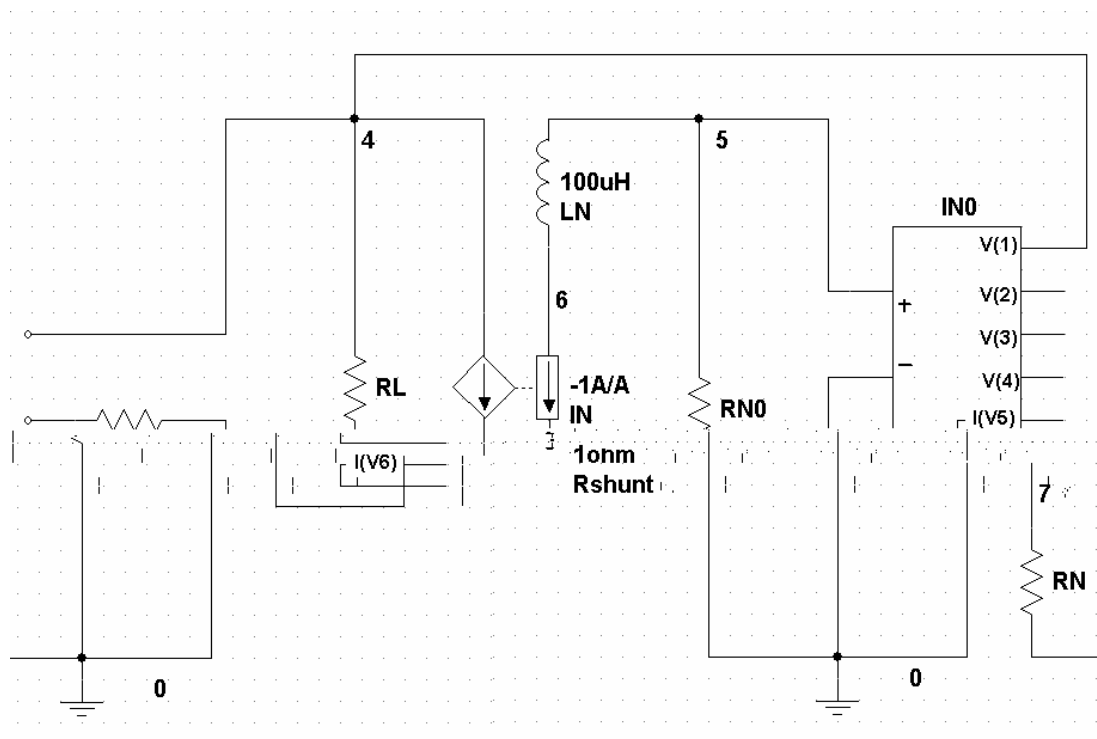 4
5
100uH
LN
IN0
V(1)
6
V(2)
V(3)
V(4)
I(V5)
RL
-1A/A
IN
RN0
1ohm
Rshunt
I(V6)
7
RN
0
0